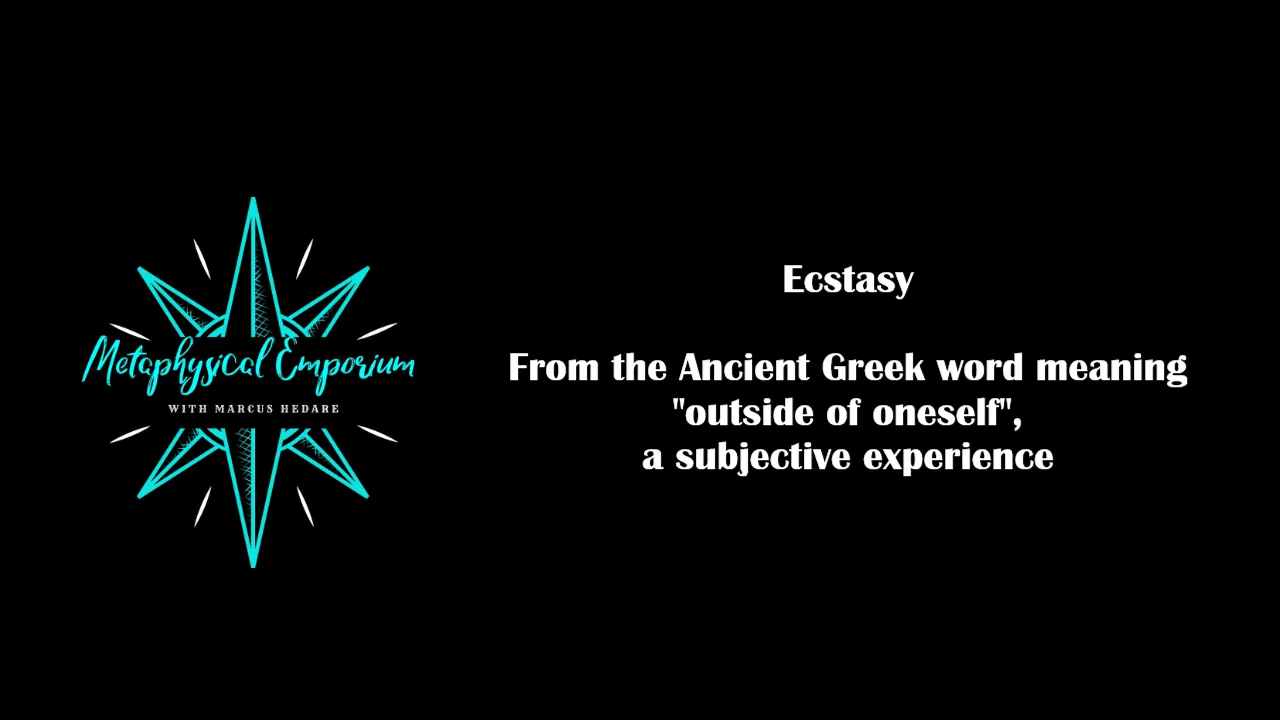 Metaphysical Emporium
WITH MARCUS HEDARE
Ecstasy
From the Ancient Greek word meaning
"outside of oneself",
a subjective experience